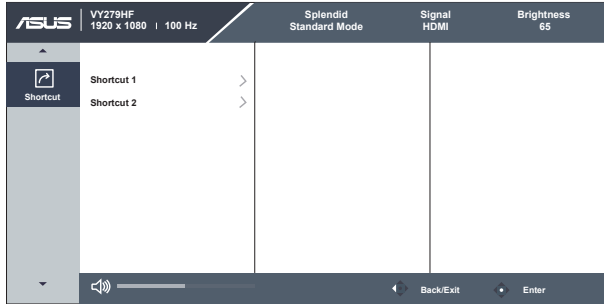 ASUS
VY279HF
1920 x 1080 | 100 Hz
Splendid
Standard Mode
Signal
HDMI
Brightness
65
Shortcut
Shortcut 1
Shortcut 2
Back/Exit
Enter